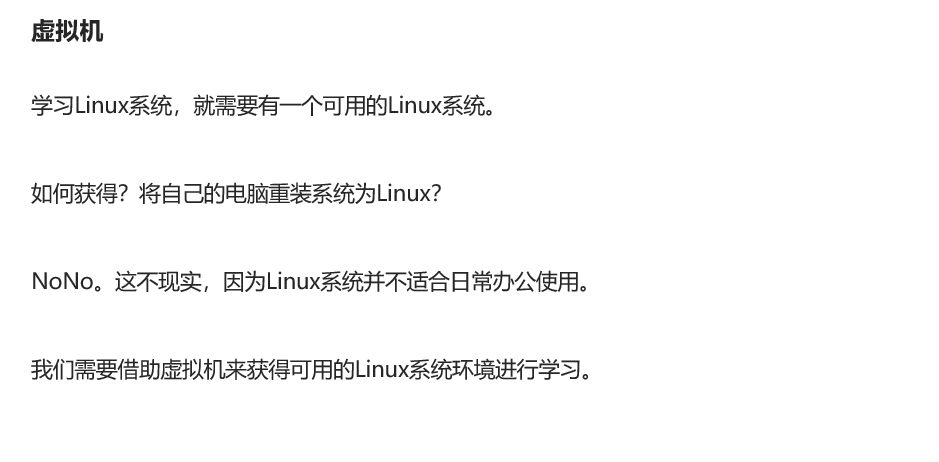 虚拟机
学习Linux系统，就需要有一个可用的Linux系统。
如何获得？将自己的电脑重装系统为Linux？
NoNo。这不现实，因为Linux系统并不适合日常办公使用。
我们需要借助虚拟机来获得可用的Linux系统环境进行学习。